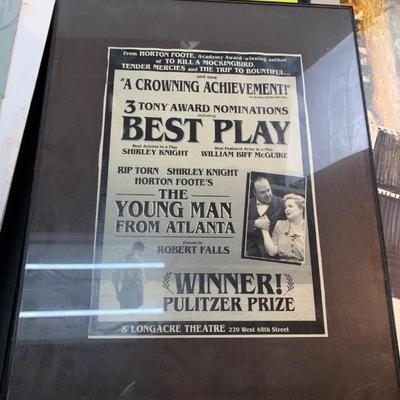 From HORTON FOOTE, Academy Award-winning author
of TO KILL A MOCKINGBIRD,
TENDER MERCIES and THE TRIP TO BOUNTIFUL...
and now
"A CROWNING ACHIEVEMENT!"
3 TONY AWARD NOMINATIONS
including
BEST PLAY
Best Actress in a Play Best Featured Actor in a Play
SHIRLEY KNIGHT WILLIAM BIFF McGUIRE
RIP TORN SHIRLEY KNIGHT
HORTON FOOTE'S
THE
YOUNG MAN
FROM ATLANTA
Directed by
ROBERT FALLS
WINNER!
PULITZER PRIZE
LONGACRE THEATRE 220 West 48th Street